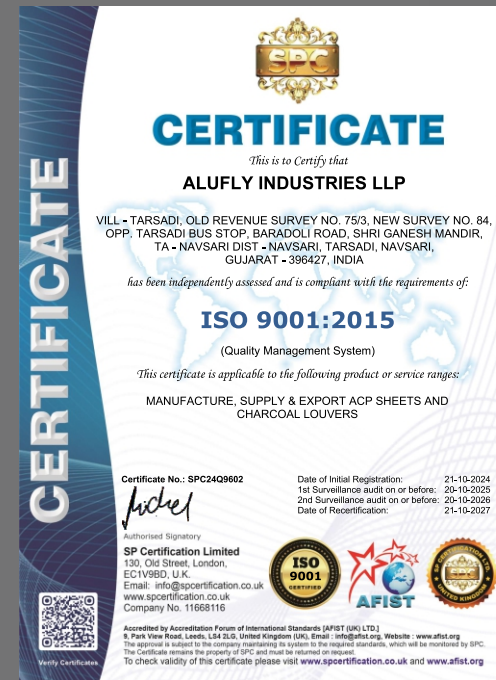 SPC
CERTIFICATE
CERTIFICATE
This is to Certify that
ALUFLY INDUSTRIES LLP
VILL - TARSADI, OLD REVENUE SURVEY NO. 75/3, NEW SURVEY NO. 84,
OPP. TARSADI BUS STOP, BARADOLI ROAD, SHRI GANESH MANDIR,
TA - NAVSARI DIST - NAVSARI, TARSADI, NAVSARI,
GUJARAT - 396427, INDIA
has been independently assessed and is compliant with the requirements of:
ISO 9001:2015
(Quality Management System)
This certificate is applicable to the following product or service ranges:
MANUFACTURE, SUPPLY & EXPORT ACP SHEETS AND
CHARCOAL LOUVERS
Certificate No.: SPC24Q9602
Date of Initial Registration: 21-10-2024
1st Surveillance audit on or before: 20-10-2025
2nd Surveillance audit on or before: 20-10-2026
Date of Recertification: 21-10-2027
Authorised Signatory
SP Certification Limited
130, Old Street, London,
EC1V9BD, U.K.
Email: info@spcertification.co.uk
www.spcertification.co.uk
Company No. 11668116
ISO
9001
CERTIFIED
AFIST
SP CERTIFICATION LTD
UNITED KINGDOM
Verify Certificates
Accredited by Accreditation Forum of International Standards [AFIST (UK) LTD.]
9, Park View Road, Leeds, LS4 2LG, United Kingdom (UK), Email : info@afist.org, Website : www.afist.org
The approval is subject to the company maintaining its system to the required standards, which will be monitored by SPC.
The Certificate remains the property of SPC and must be returned on request.
To check validity of this certificate please visit www.spcertification.co.uk and www.afist.org